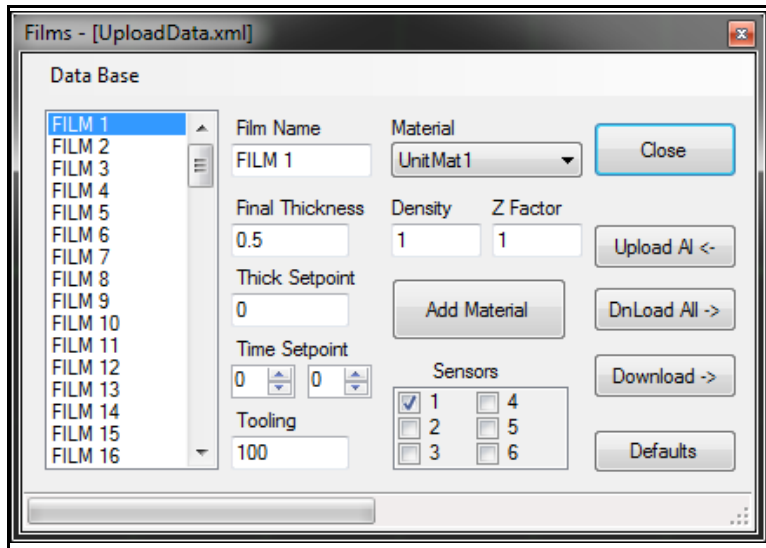 Films - [UploadData.xml]
Data Base
FILM 1
FILM 2
FILM 3
FILM 4
FILM 5
FILM 6
FILM 7
FILM 8
FILM 9
FILM 10
FILM 11
FILM 12
FILM 13
FILM 14
FILM 15
FILM 16
Film Name
FILM 1
Final Thickness
0.5
Thick Setpoint
0
Time Setpoint
0 0
Tooling
100
Material
UnitMat1
Density Z Factor
1 1
Add Material
Sensors
1 4
2 5
3 6
Close
Upload Al <-
DnLoad All ->
Download ->
Defaults